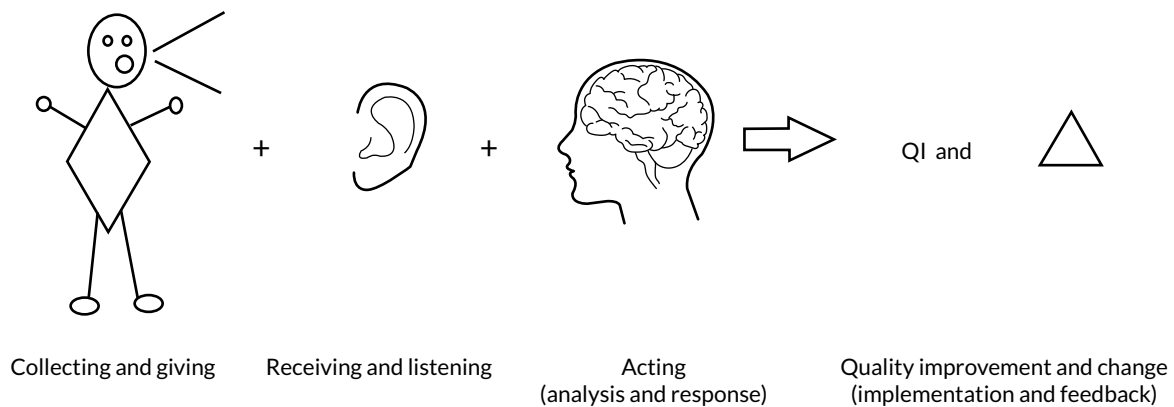 +
+
QI and
Collecting and giving
Receiving and listening
Acting
(analysis and response)
Quality improvement and change
(implementation and feedback)